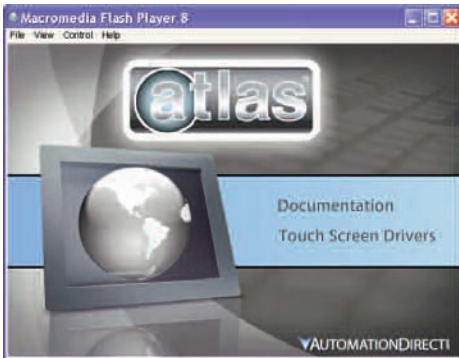 Macromedia Flash Player 8
File View Control Help
atlas
Documentation
Touch Screen Drivers
AUTOMATIONDIRECT